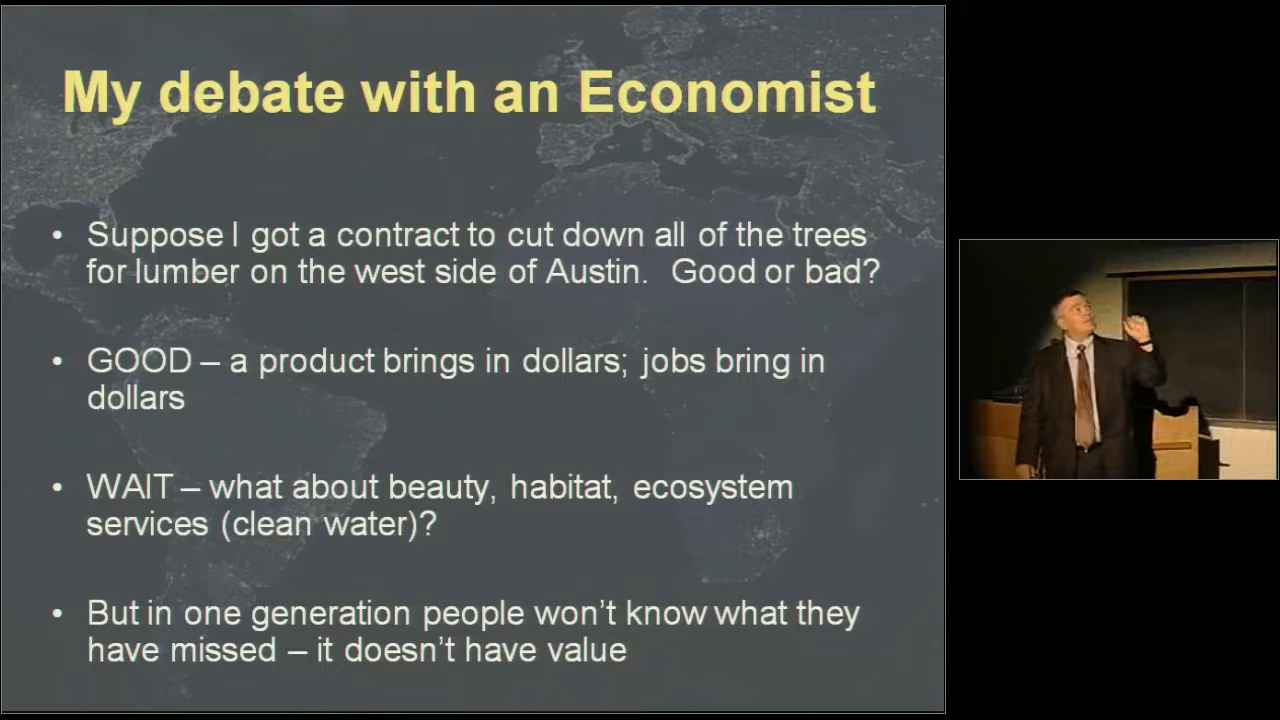 My debate with an Economist
• Suppose I got a contract to cut down all of the trees
for lumber on the west side of Austin.  Good or bad?
• GOOD – a product brings in dollars; jobs bring in
dollars
• WAIT – what about beauty, habitat, ecosystem
services (clean water)?
• But in one generation people won’t know what they
have missed – it doesn’t have value